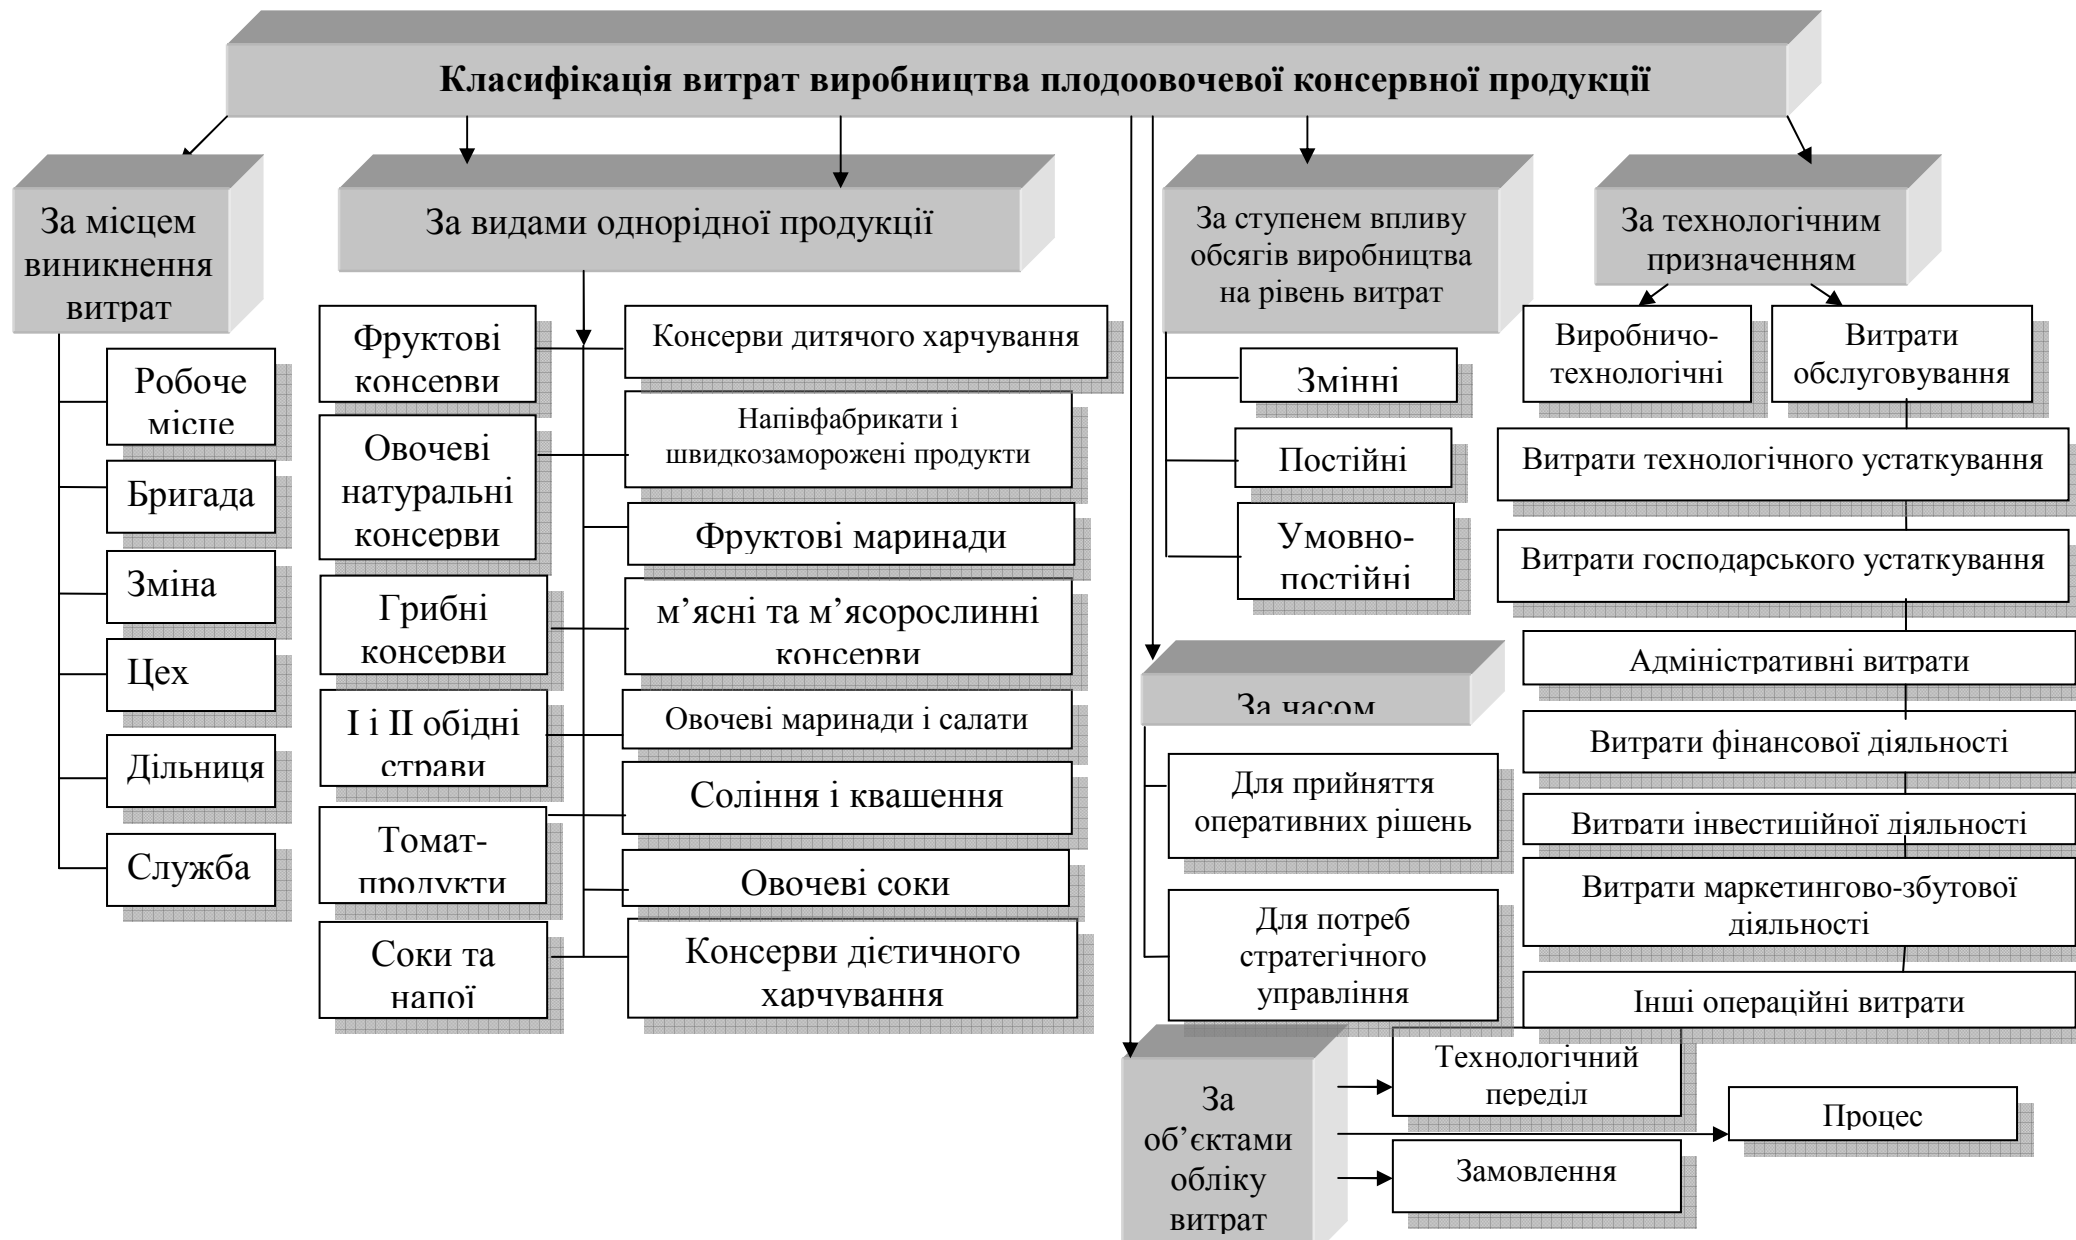 Класифікація витрат виробництва плодоовочевої консервної продукції
За місцем
виникнення
витрат
Робоче
місце
Бригада
Зміна
Цех
Дільниця
Служба
За видами однорідної продукції
Фруктові
консерви
Овочеві
натуральні
консерви
Грибні
консерви
І і ІІ обідні
страви
Томат-
продукти
Соки та
напої
Консерви дитячого харчування
Напівфабрикати і
швидкозаморожені продукти
Фруктові маринади
м’ясні та м’ясорослинні
консерви
Овочеві маринади і салати
Соління і квашення
Овочеві соки
Консерви дієтичного
харчування
За ступенем впливу
обсягів виробництва
на рівень витрат
Змінні
Постійні
Умовно-
постійні
За часом
Для прийняття
оперативних рішень
Для потреб
стратегічного
управління
За
об’єктами
обліку
витрат
Технологічний
переділ
Процес
Замовлення
За технологічним
призначенням
Виробничо-
технологічні
Витрати
обслуговування
Витрати технологічного устаткування
Витрати господарського устаткування
Адміністративні витрати
Витрати фінансової діяльності
Витрати інвестиційної діяльності
Витрати маркетингово-збутової
діяльності
Інші операційні витрати